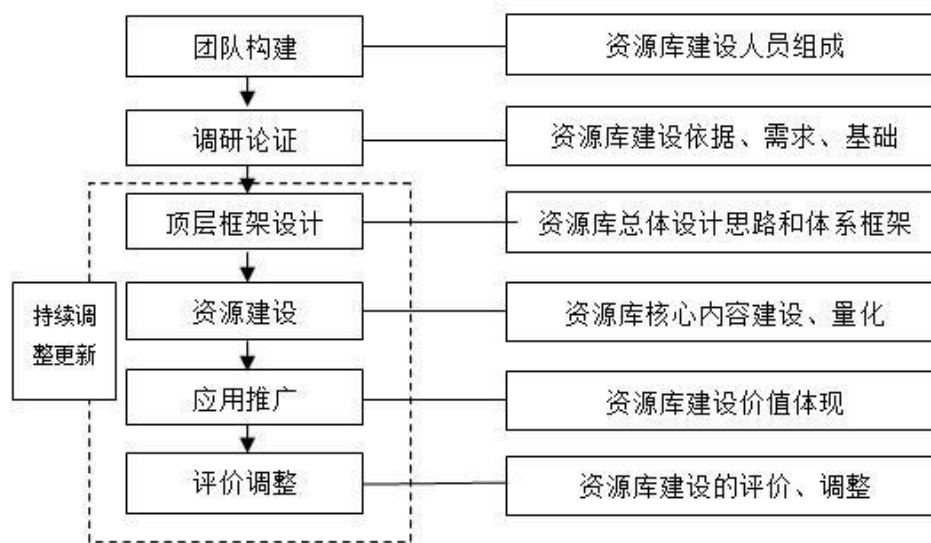 团队构建
资源库建设人员组成
调研论证
资源库建设依据、需求、基础
顶层框架设计
资源库总体设计思路和体系框架
持续调
整更新
资源建设
资源库核心内容建设、量化
应用推广
资源库建设价值体现
评价调整
资源库建设的评价、调整